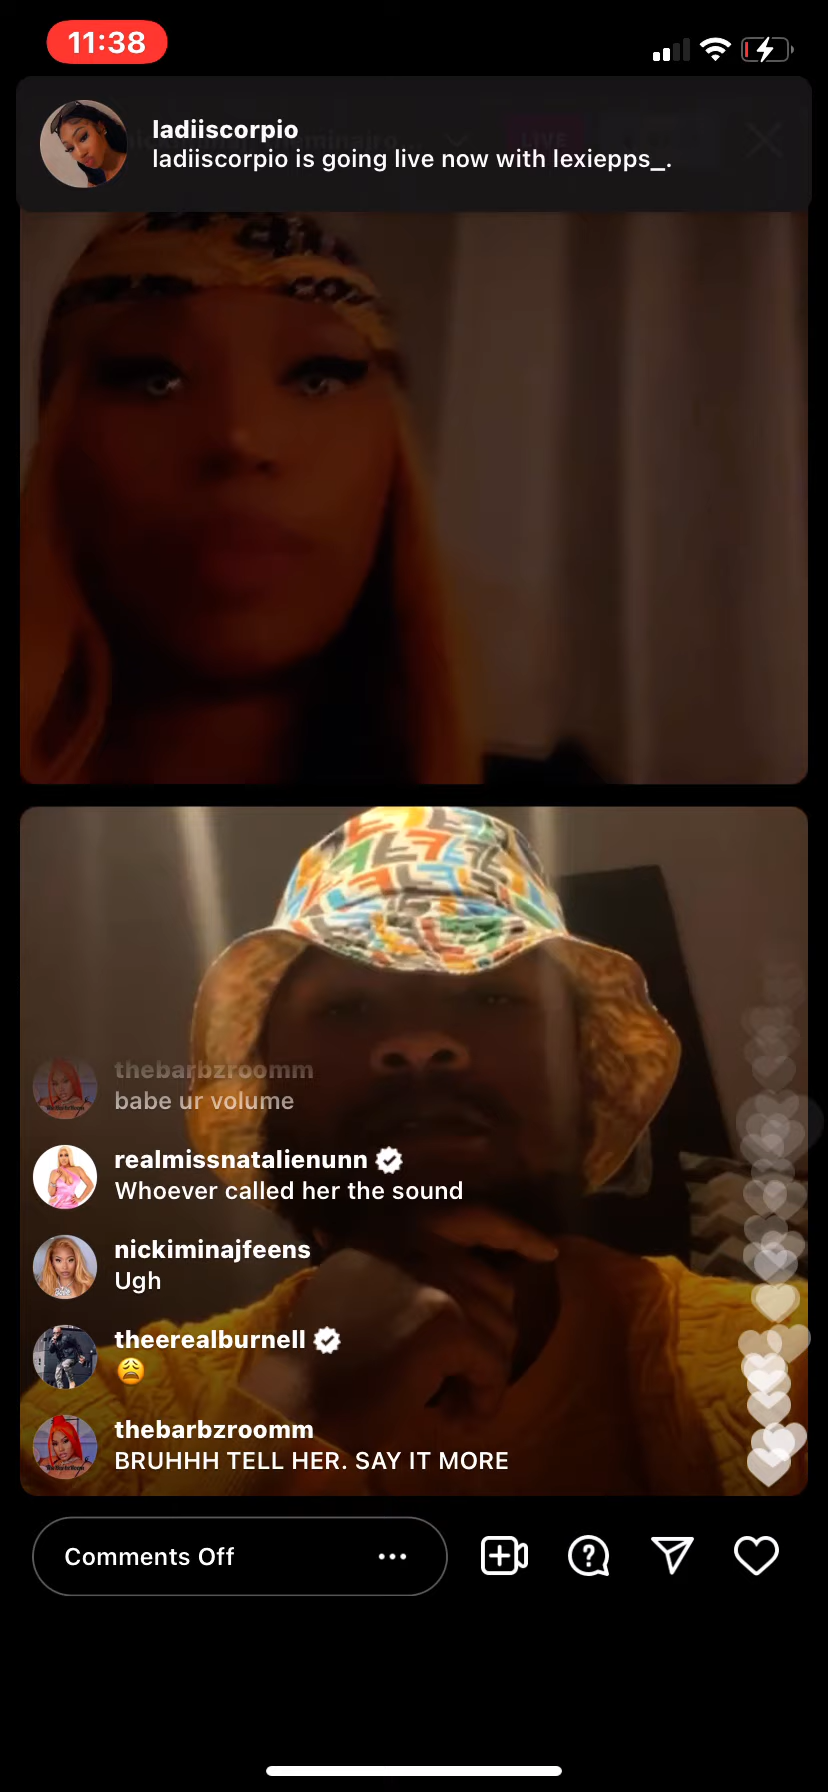 11:38
ladiiscorpio
ladiiscorpio is going live now with lexiepps_.
LIVE
thebarbzroomm
babe ur volume
realmissnatalienunn
Whoever called her the sound
nickiminajfeens
Ugh
theerealburnell
😩
thebarbzroomm
BRUHHH TELL HER. SAY IT MORE
Comments Off